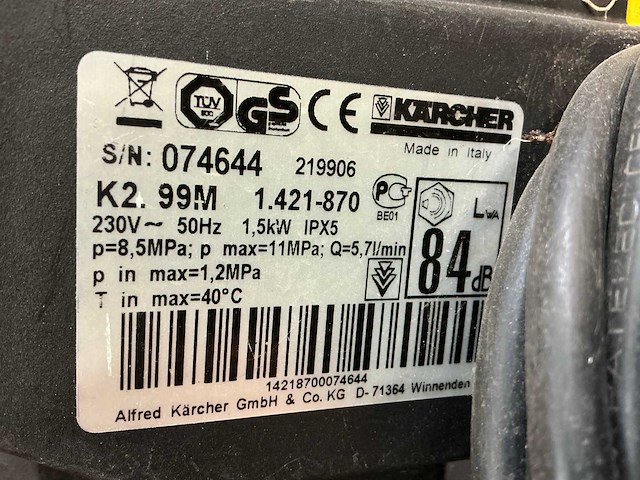 TÜV GS CE KÄRCHER
Made in Italy
S/N: 074644 219906
K2. 99M 1.421-870
BE01
230V~ 50Hz 1,5kW IPX5
p=8,5MPa; p max=11MPa; Q=5,7l/min
p in max=1,2MPa
T in max=40°C
LWA
84dB
14218700074644
Alfred Kärcher GmbH & Co. KG D-71364 Winnenden